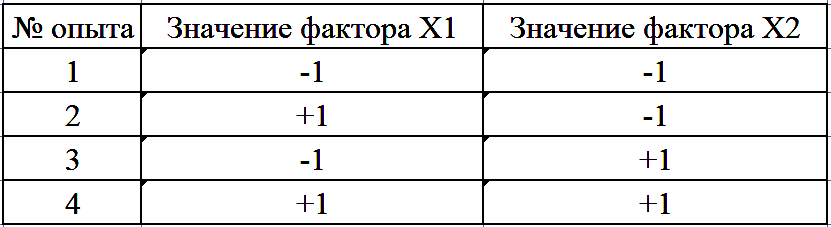 № опыта Значение фактора X1 Значение фактора X2
1 -1 -1
2 +1 -1
3 -1 +1
4 +1 +1